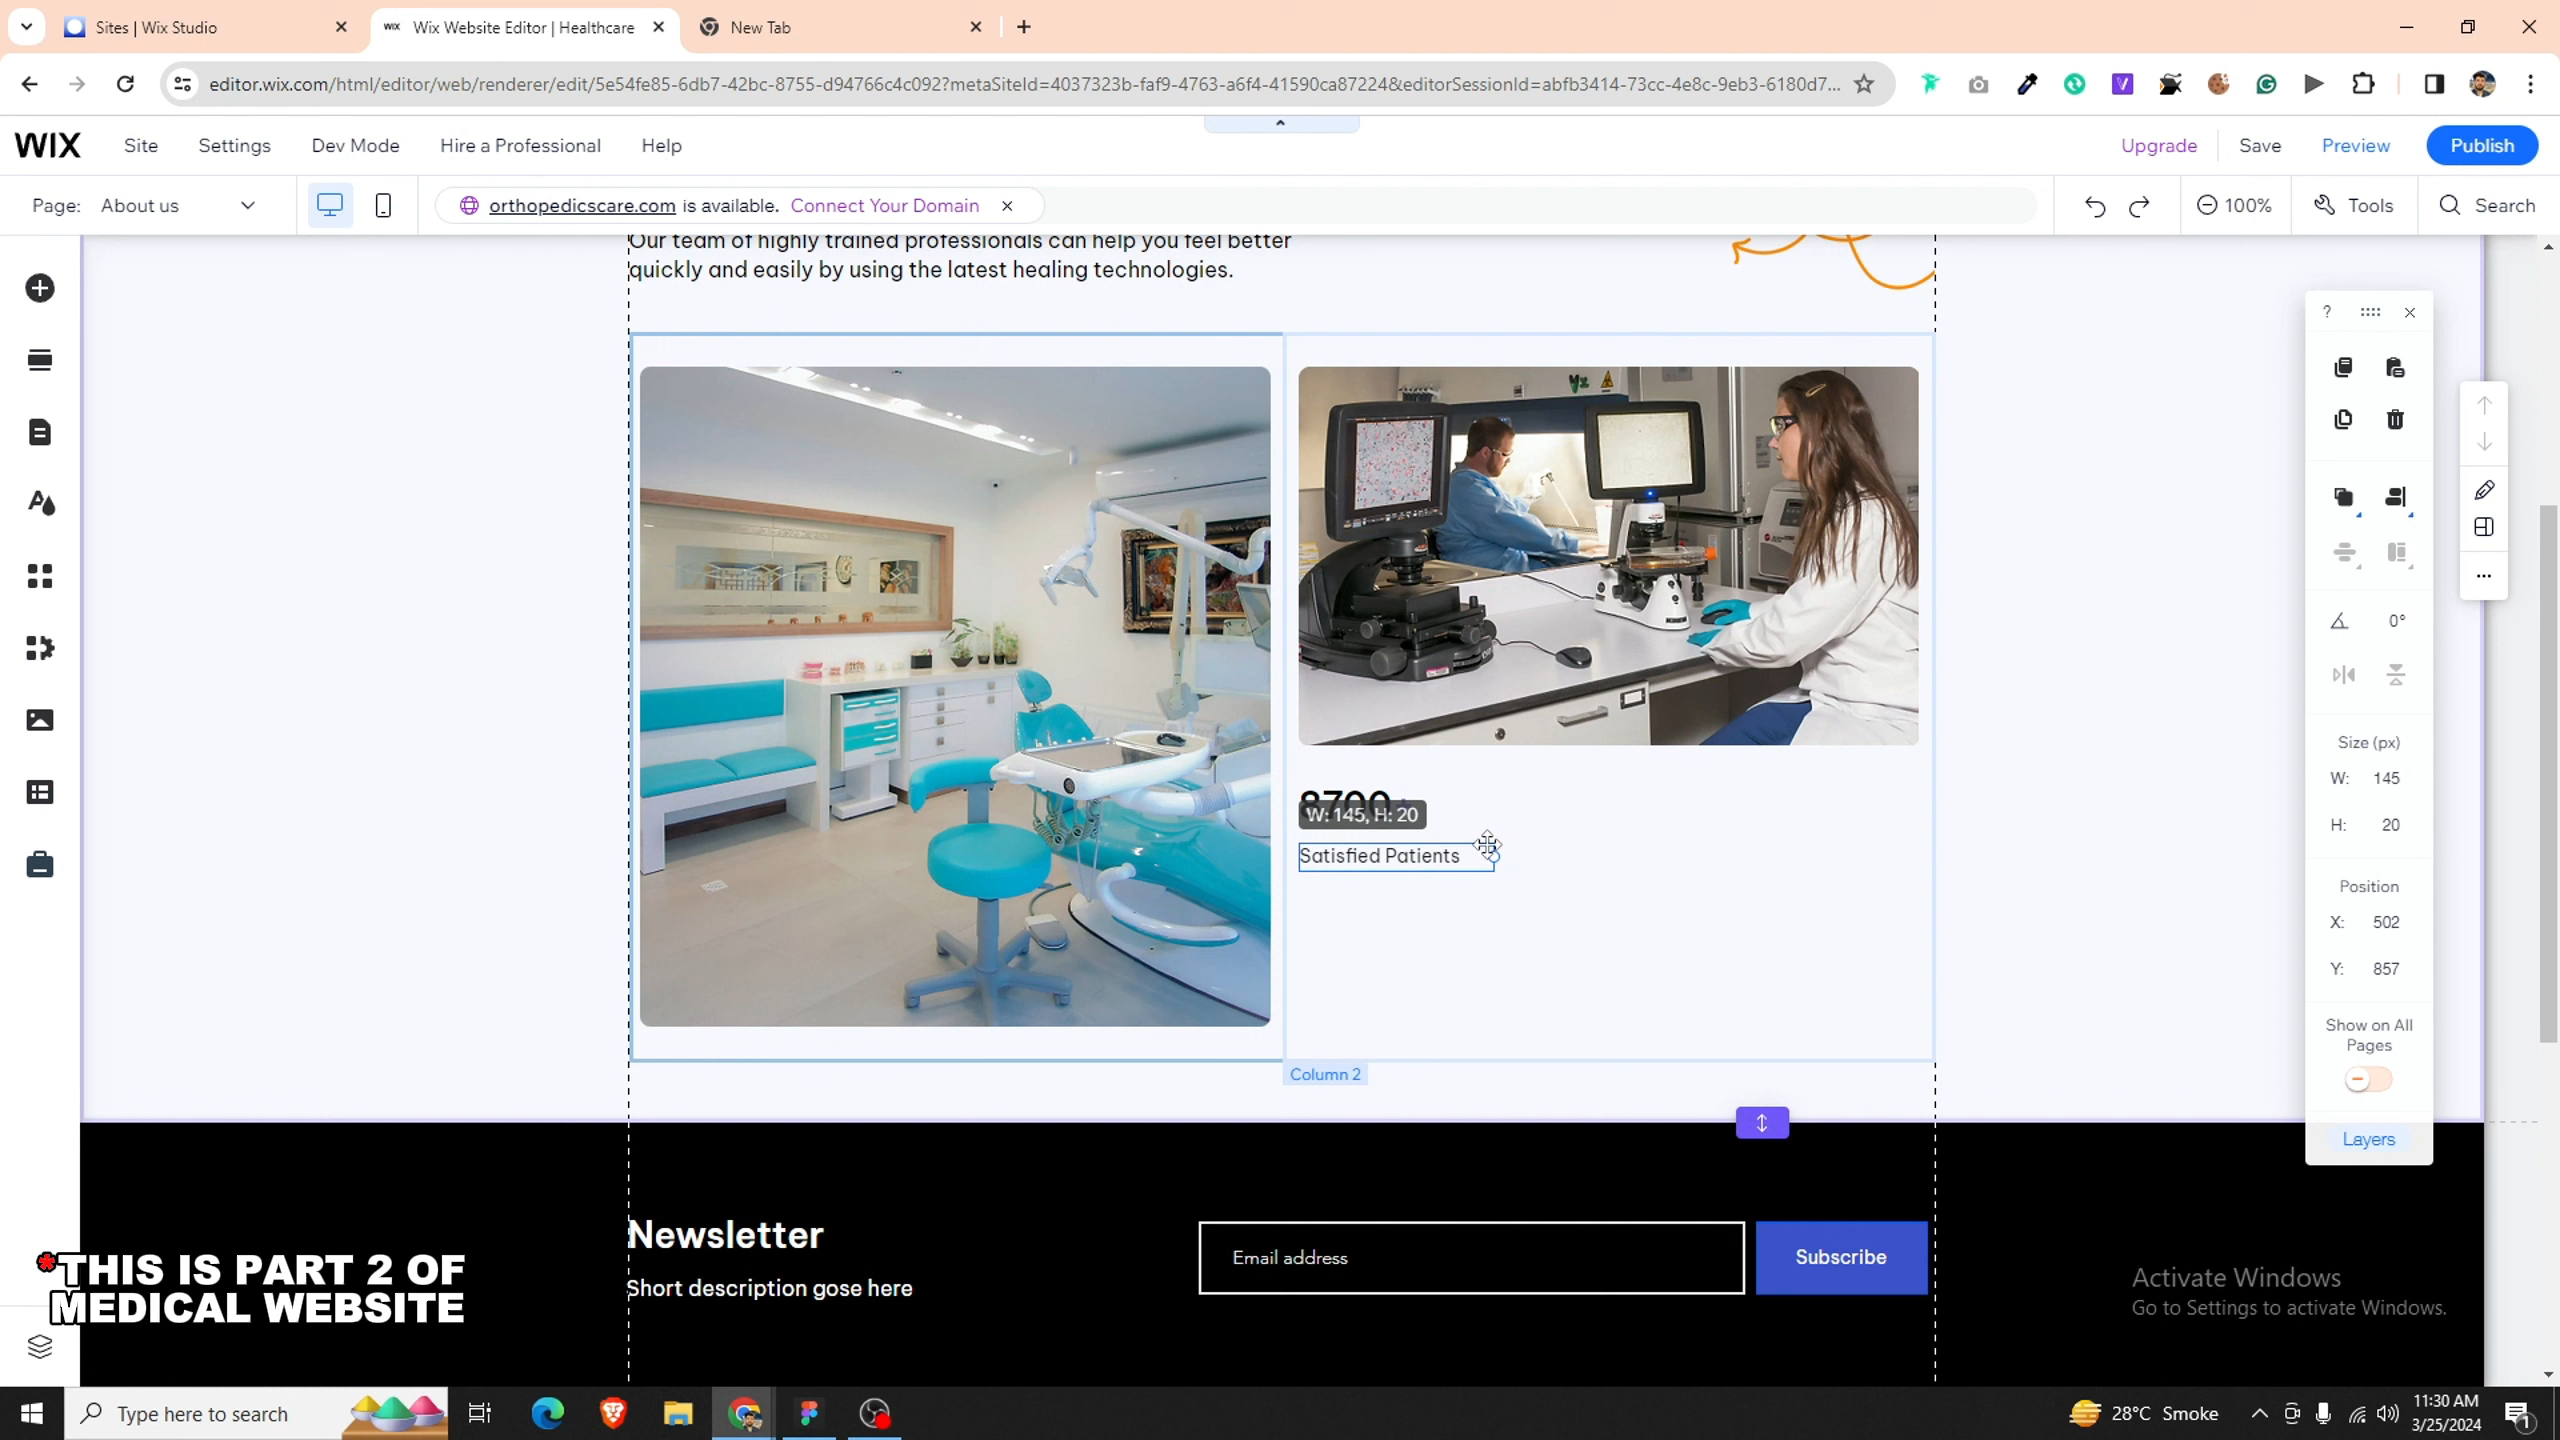 Sites | Wix Studio
WIX Wix Website Editor | Healthcare
New Tab
editor.wix.com/html/editor/web/renderer/edit/5e54fe85-6db7-42bc-8755-d94766c4c092?metaSiteId=4037323b-faf9-4763-a6f4-41590ca87224&editorSessionId=abfb3414-73cc-4e8c-9eb3-6180d7...
WIX Site Settings Dev Mode Hire a Professional Help Upgrade Save Preview Publish
Page: About us orthopedicscare.com is available. Connect Your Domain 100% Tools Search
Our team of highly trained professionals can help you feel better
quickly and easily by using the latest healing technologies.
?
0°
Size (px)
W: 145
H: 20
Position
X: 502
Y: 857
Show on All
Pages
Layers
8700
W: 145, H: 20
Satisfied Patients
Column 2
Newsletter
Short description gose here
Email address
Subscribe
*THIS IS PART 2 OF
MEDICAL WEBSITE
Activate Windows
Go to Settings to activate Windows.
Type here to search
28°C Smoke
11:30 AM
3/25/2024
1